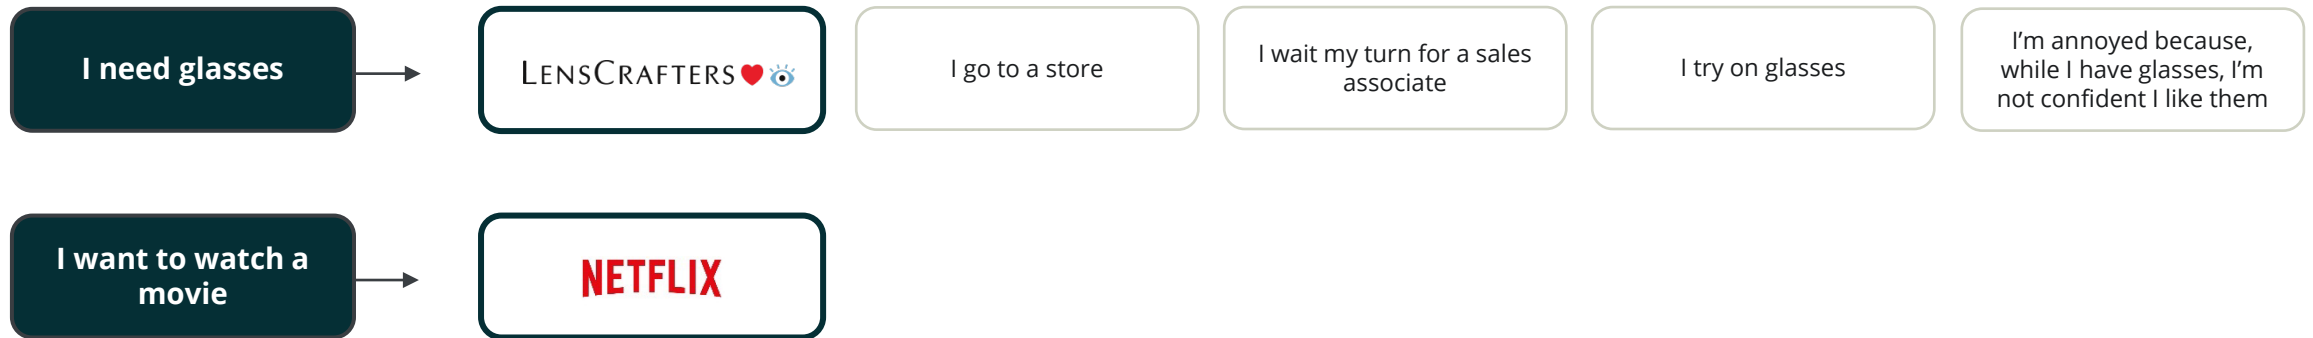 I need glasses
LENSCRAFTERS
I go to a store
I wait my turn for a sales
associate
I try on glasses
I’m annoyed because,
while I have glasses, I’m
not confident I like them
I want to watch a
movie
NETFLIX